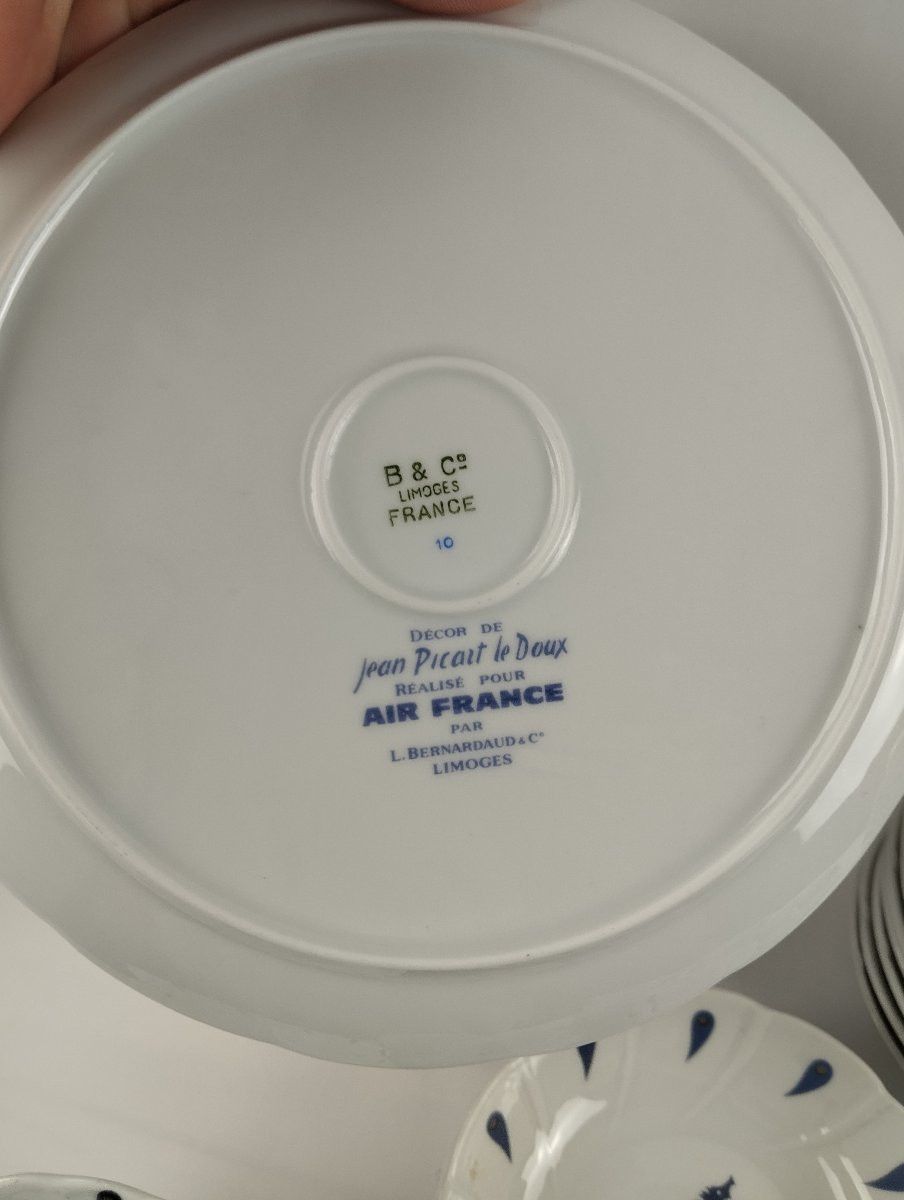 B & Cº
LIMOGES
FRANCE
10
DÉCOR DE
Jean Picart le Doux
RÉALISÉ POUR
AIR FRANCE
PAR
L. BERNARDAUD & Cº
LIMOGES